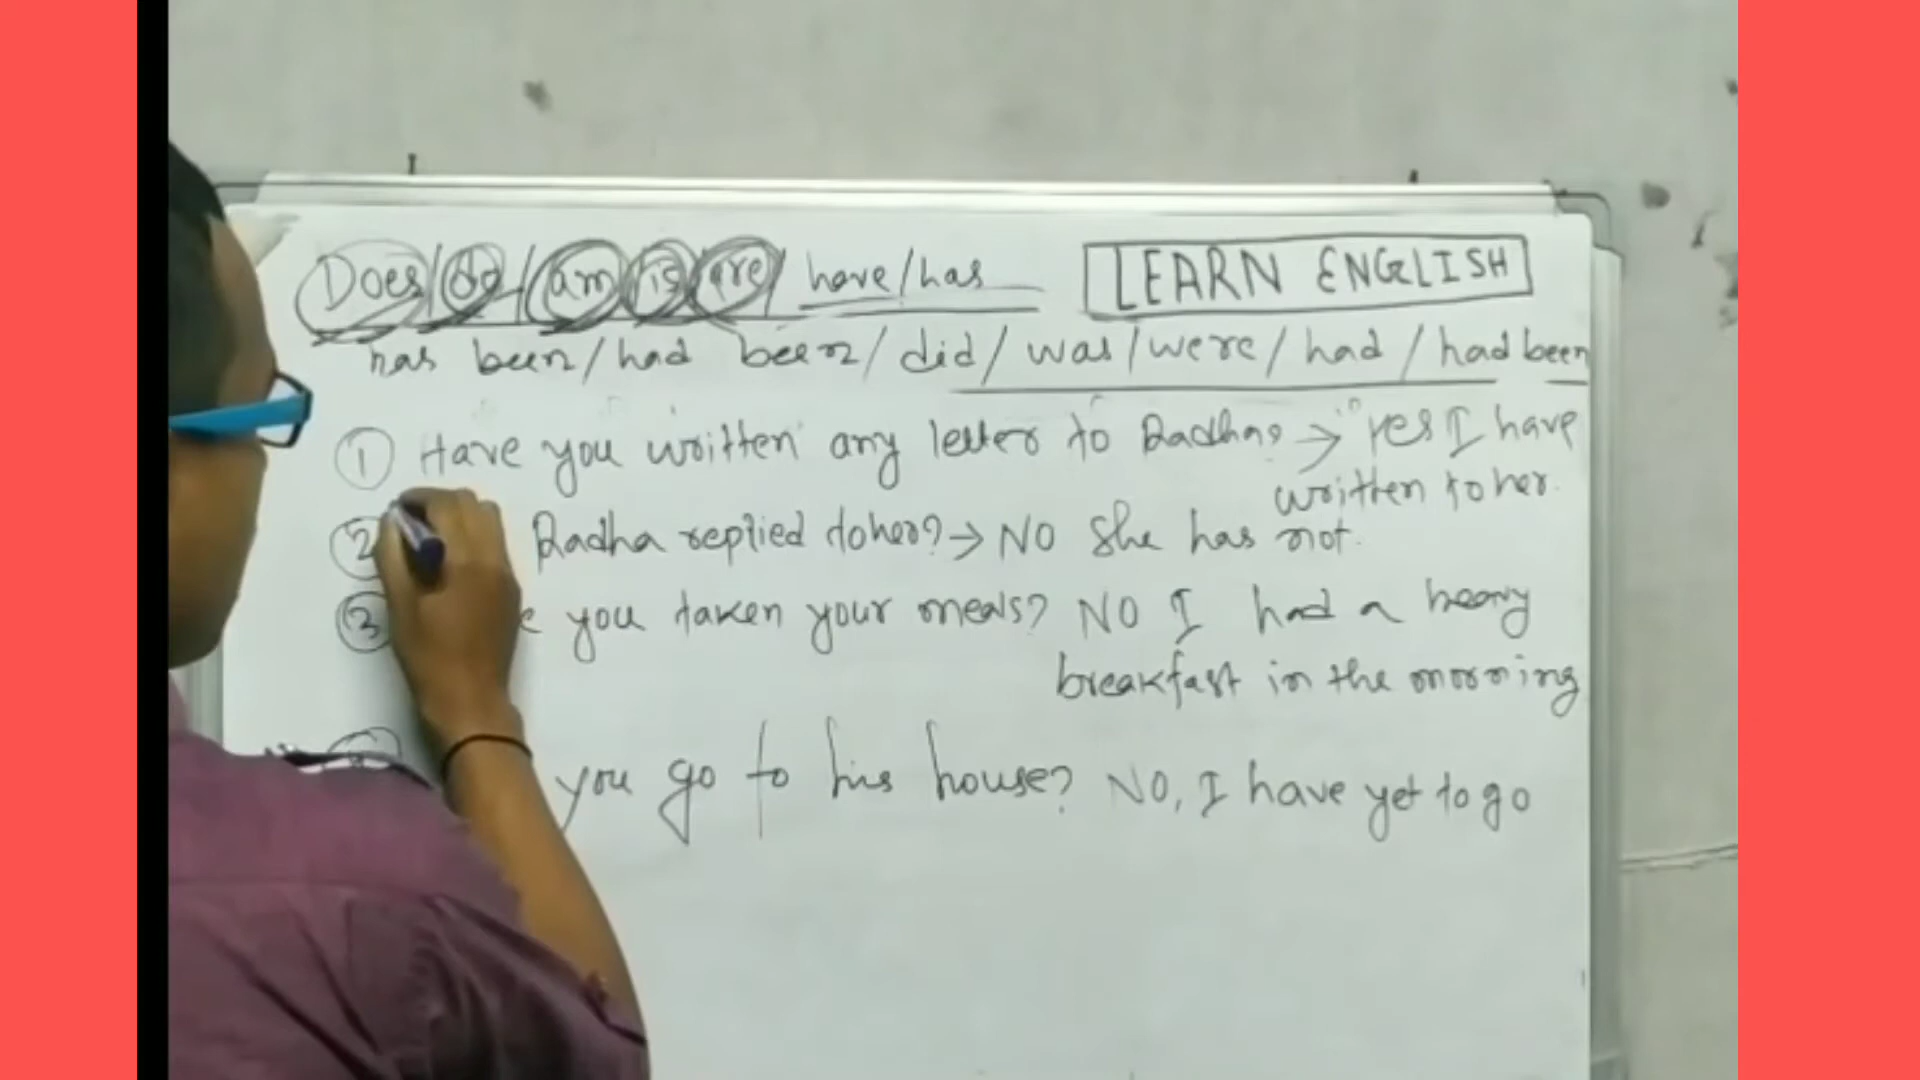 Does/do/am/is/are/ have/has
LEARN ENGLISH
has been/had been/did/was/were/had/had been
① Have you written any letter to Radha? → Yes I have
written to her.
② Radha replied to her? → NO She has not.
③ you taken your meals? NO I had a heavy
breakfast in the morning
you go to his house? NO, I have yet to go